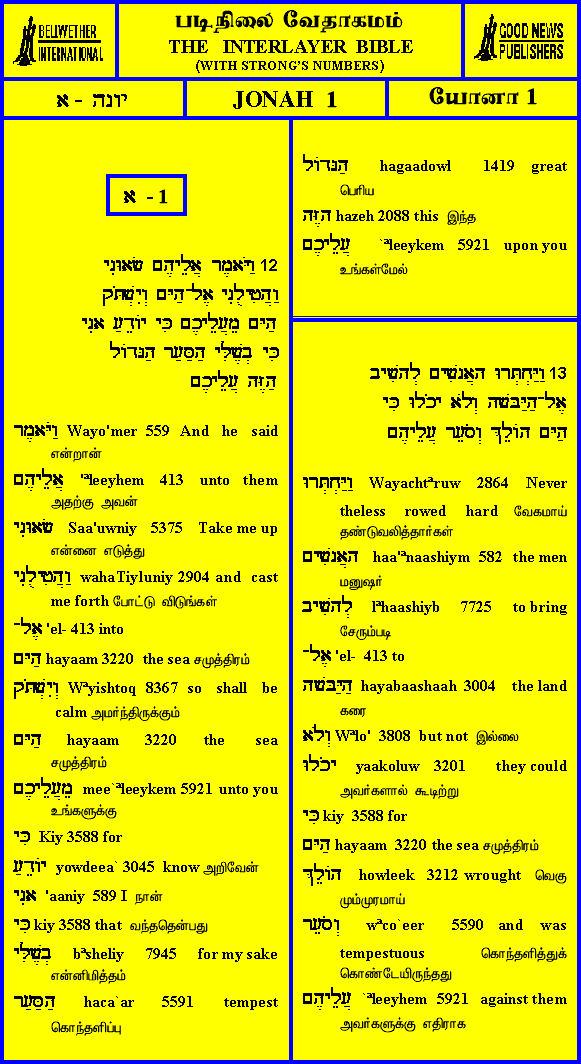 BELLWETHER
INTERNATIONAL
படிநிலை வேதாகமம்
THE INTERLAYER BIBLE
(WITH STRONG'S NUMBERS)
GOOD NEWS
PUBLISHERS
יונה - א
JONAH 1
யோனா 1
א - 1
12 וַיֹּאמֶר אֲלֵיהֶם שָׂאוּנִי
וַהֲטִילֻנִי אֶל־הַיָּם וְיִשְׁתֹּק
הַיָּם מֵעֲלֵיכֶם כִּי יוֹדֵעַ אָנִי
כִּי בְשֶׁלִּי הַסַּעַר הַגָּדוֹל
הַזֶּה עֲלֵיכֶם
וַיֹּאמֶר Wayo'mer 559 And he said
என்றான்
אֲלֵיהֶם 'ªleeyhem 413 unto them
அதற்கு அவன்
שָׂאוּנִי Saa'uwniy 5375 Take me up
என்னை எடுத்து
וַהֲטִילֻנִי wahaTiyluniy 2904 and cast
me forth போட்டு விடுங்கள்
אֶל־ 'el- 413 into
הַיָּם hayaam 3220 the sea சமுத்திரம்
וְיִשְׁתֹּק Wªyishtoq 8367 so shall be
calm அமர்ந்திருக்கும்
הַיָּם hayaam 3220 the sea
சமுத்திரம்
מֵעֲלֵיכֶם mee`ªleeykem 5921 unto you
உங்களுக்கு
כִּי Kiy 3588 for
יוֹדֵעַ yowdeea` 3045 know அறிவேன்
אָנִי 'aaniy 589 I நான்
כִּי kiy 3588 that வந்ததென்பது
בְשֶׁלִּי bªsheliy 7945 for my sake
என்னிமித்தம்
הַסַּעַר haca`ar 5591 tempest
கொந்தளிப்பு
הַגָּדוֹל hagaadowl 1419 great
பெரிய
הַזֶּה hazeh 2088 this இந்த
עֲלֵיכֶם `ªleeykem 5921 upon you
உங்கள்மேல்
13 וַיַּחְתְּרוּ הָאֲנָשִׁים לְהָשִׁיב
אֶל־הַיַּבָּשָׁה וְלֹא יָכֹלוּ כִּי
הַיָּם הוֹלֵךְ וְסֹעֵר עֲלֵיהֶם
וַיַּחְתְּרוּ Wayachtªruw 2864 Never
theless rowed hard வேகமாய்
தண்டுவலித்தார்கள்
הָאֲנָשִׁים haa'ªnaashiym 582 the men
மனுஷர்
לְהָשִׁיב lªhaashiyb 7725 to bring
சேரும்படி
אֶל־ 'el- 413 to
הַיַּבָּשָׁה hayabaashaah 3004 the land
கரை
וְלֹא Wªlo' 3808 but not இல்லை
יָכֹלוּ yaakoluw 3201 they could
அவர்களால் கூடிற்று
כִּי kiy 3588 for
הַיָּם hayaam 3220 the sea சமுத்திரம்
הוֹלֵךְ howleek 3212 wrought வெகு
மும்முரமாய்
וְסֹעֵר wªco`eer 5590 and was
tempestuous கொந்தளித்துக்
கொண்டேயிருந்தது
עֲלֵיהֶם `ªleeyhem 5921 against them
அவர்களுக்கு எதிராக